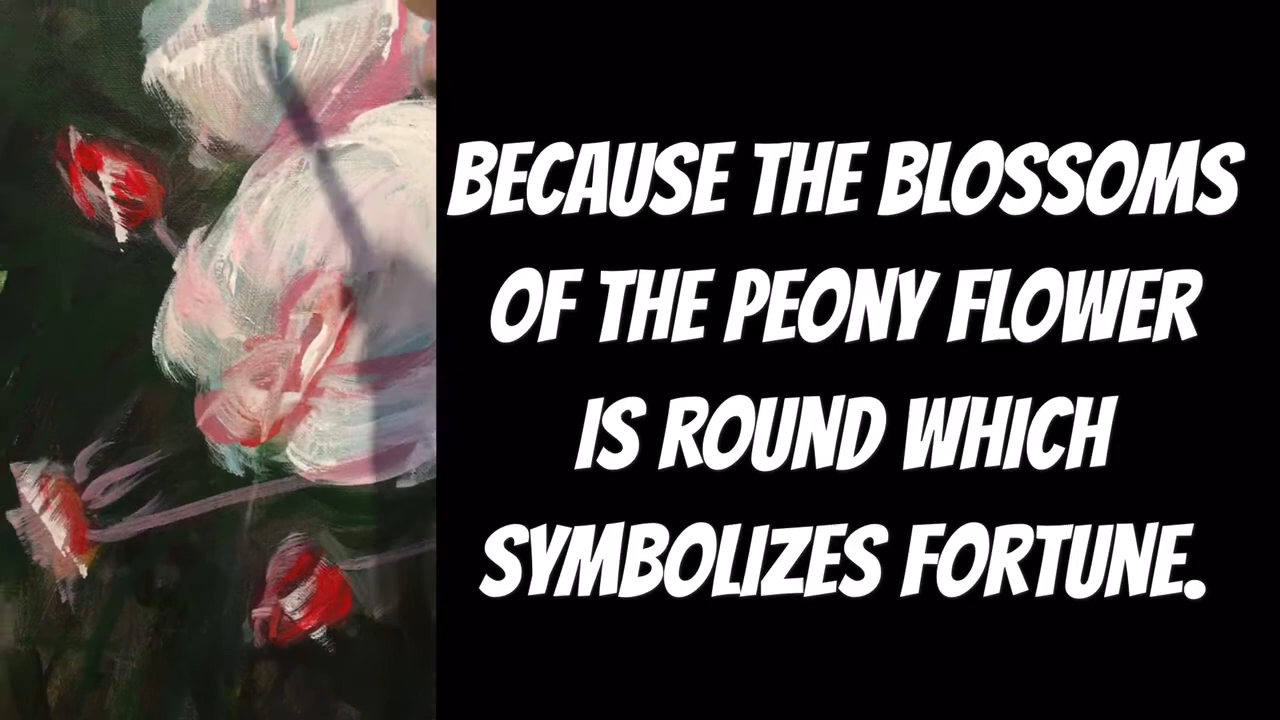 BECAUSE THE BLOSSOMS
OF THE PEONY FLOWER
IS ROUND WHICH
SYMBOLIZES FORTUNE.